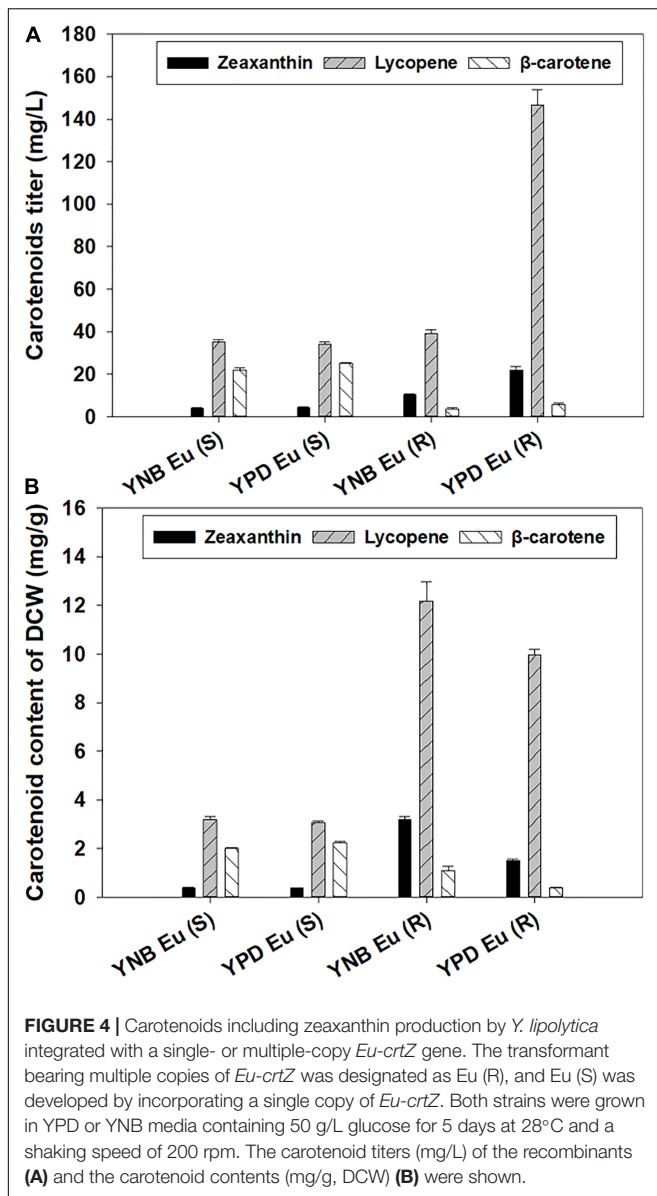 A
Carotenoids titer (mg/L)
180
160
140
120
100
80
60
40
20
0
Zeaxanthin Lycopene β-carotene
YNB Eu (S) YPD Eu (S) YNB Eu (R) YPD Eu (R)
B
Carotenoid content of DCW (mg/g)
16
14
12
10
8
6
4
2
0
Zeaxanthin Lycopene β-carotene
YNB Eu (S) YPD Eu (S) YNB Eu (R) YPD Eu (R)
FIGURE 4 | Carotenoids including zeaxanthin production by Y. lipolytica
integrated with a single- or multiple-copy Eu-crtZ gene. The transformant
bearing multiple copies of Eu-crtZ was designated as Eu (R), and Eu (S) was
developed by incorporating a single copy of Eu-crtZ. Both strains were grown
in YPD or YNB media containing 50 g/L glucose for 5 days at 28°C and a
shaking speed of 200 rpm. The carotenoid titers (mg/L) of the recombinants
(A) and the carotenoid contents (mg/g, DCW) (B) were shown.